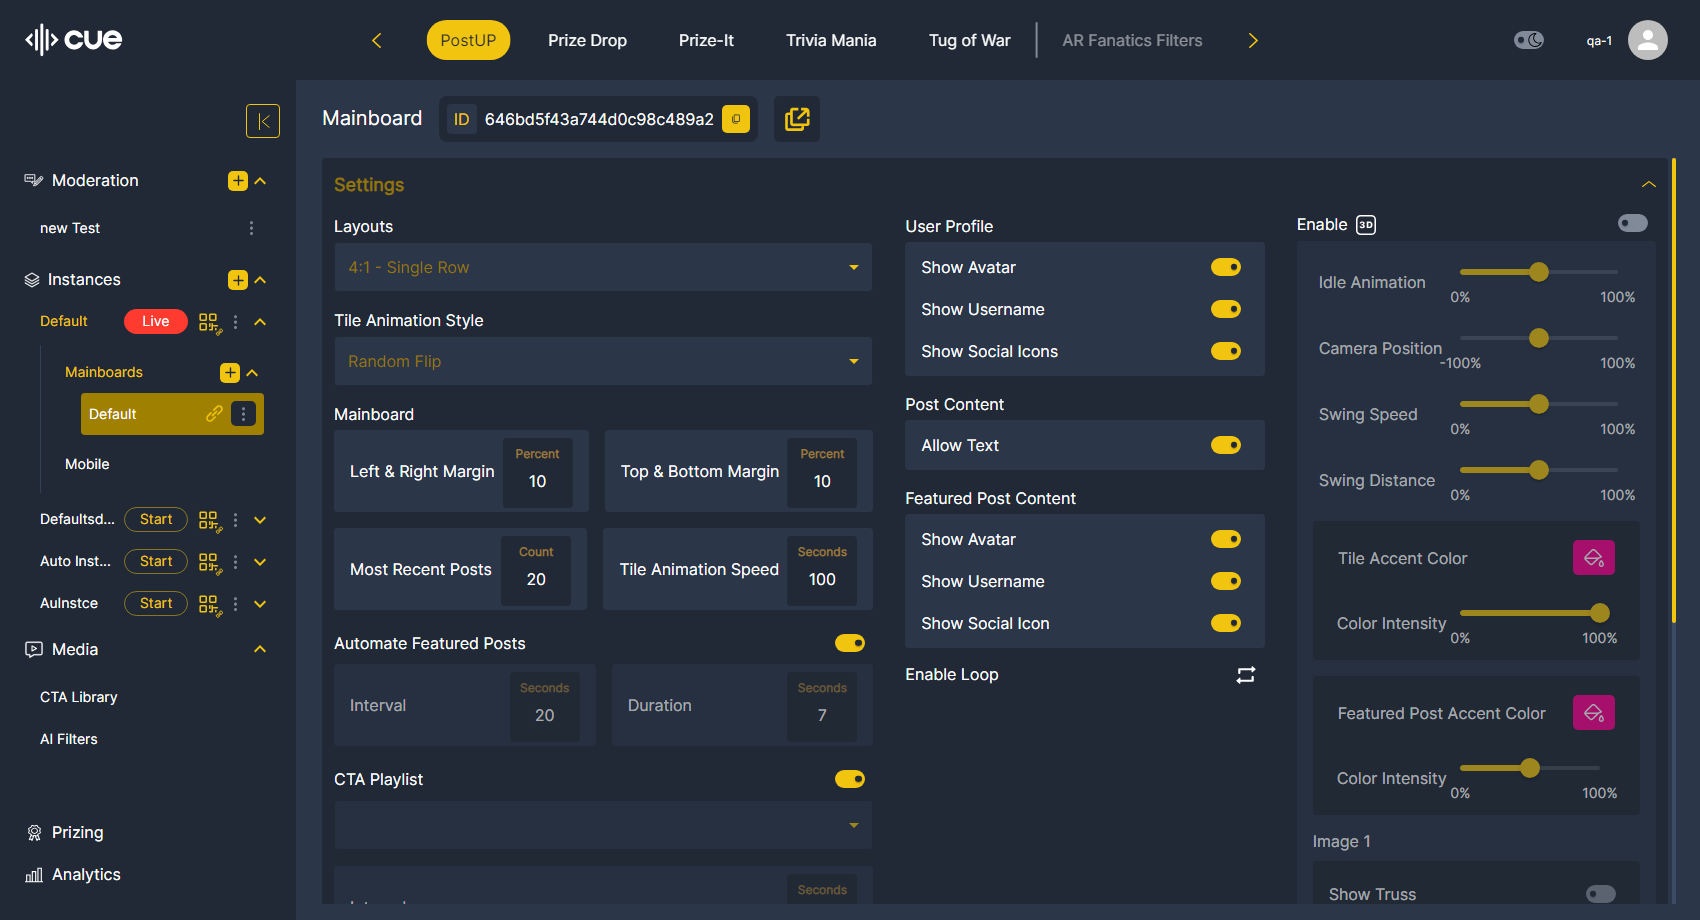 cue
PostUP
Prize Drop
Prize-It
Trivia Mania
Tug of War
AR Fanatics Filters
qa-1
Moderation
new Test
Instances
Default
Live
Mainboards
Default
Mobile
Defaultsd...
Start
Auto Inst...
Start
AuInstce
Start
Media
CTA Library
AI Filters
Prizing
Analytics
Mainboard
ID
646bd5f43a744d0c98c489a2
Settings
Layouts
4:1 - Single Row
Tile Animation Style
Random Flip
Mainboard
Left & Right Margin
Percent
10
Top & Bottom Margin
Percent
10
Most Recent Posts
Count
20
Tile Animation Speed
Seconds
100
Automate Featured Posts
Interval
Seconds
20
Duration
Seconds
7
CTA Playlist
Seconds
User Profile
Show Avatar
Show Username
Show Social Icons
Post Content
Allow Text
Featured Post Content
Show Avatar
Show Username
Show Social Icon
Enable Loop
Enable 3D
Idle Animation
0% 100%
Camera Position
-100% 100%
Swing Speed
0% 100%
Swing Distance
0% 100%
Tile Accent Color
Color Intensity
0% 100%
Featured Post Accent Color
Color Intensity
0% 100%
Image 1
Show Truss